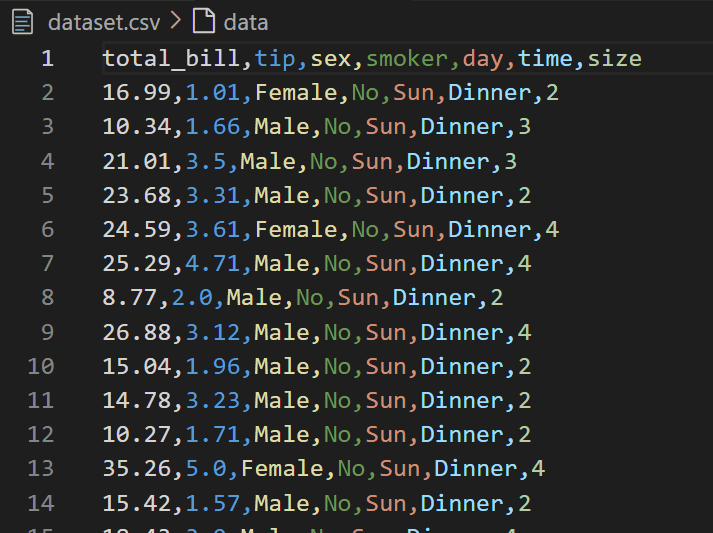 dataset.csv > data
1 total_bill,tip,sex,smoker,day,time,size
2 16.99,1.01,Female,No,Sun,Dinner,2
3 10.34,1.66,Male,No,Sun,Dinner,3
4 21.01,3.5,Male,No,Sun,Dinner,3
5 23.68,3.31,Male,No,Sun,Dinner,2
6 24.59,3.61,Female,No,Sun,Dinner,4
7 25.29,4.71,Male,No,Sun,Dinner,4
8 8.77,2.0,Male,No,Sun,Dinner,2
9 26.88,3.12,Male,No,Sun,Dinner,4
10 15.04,1.96,Male,No,Sun,Dinner,2
11 14.78,3.23,Male,No,Sun,Dinner,2
12 10.27,1.71,Male,No,Sun,Dinner,2
13 35.26,5.0,Female,No,Sun,Dinner,4
14 15.42,1.57,Male,No,Sun,Dinner,2